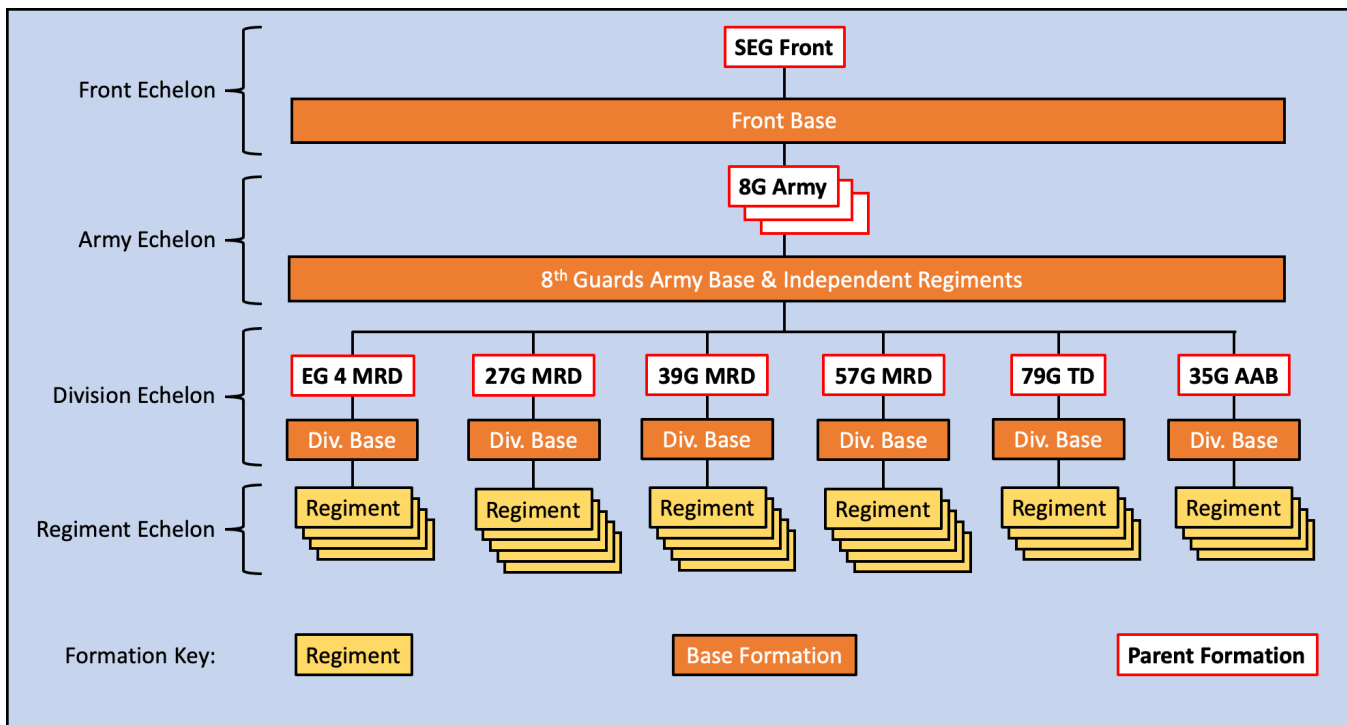 SEG Front
Front Echelon
Front Base
8G Army
Army Echelon
8th Guards Army Base & Independent Regiments
EG 4 MRD 27G MRD 39G MRD 57G MRD 79G TD 35G AAB
Division Echelon
Div. Base Div. Base Div. Base Div. Base Div. Base Div. Base
Regiment Regiment Regiment Regiment Regiment Regiment
Regiment Echelon
Formation Key: Regiment Base Formation Parent Formation